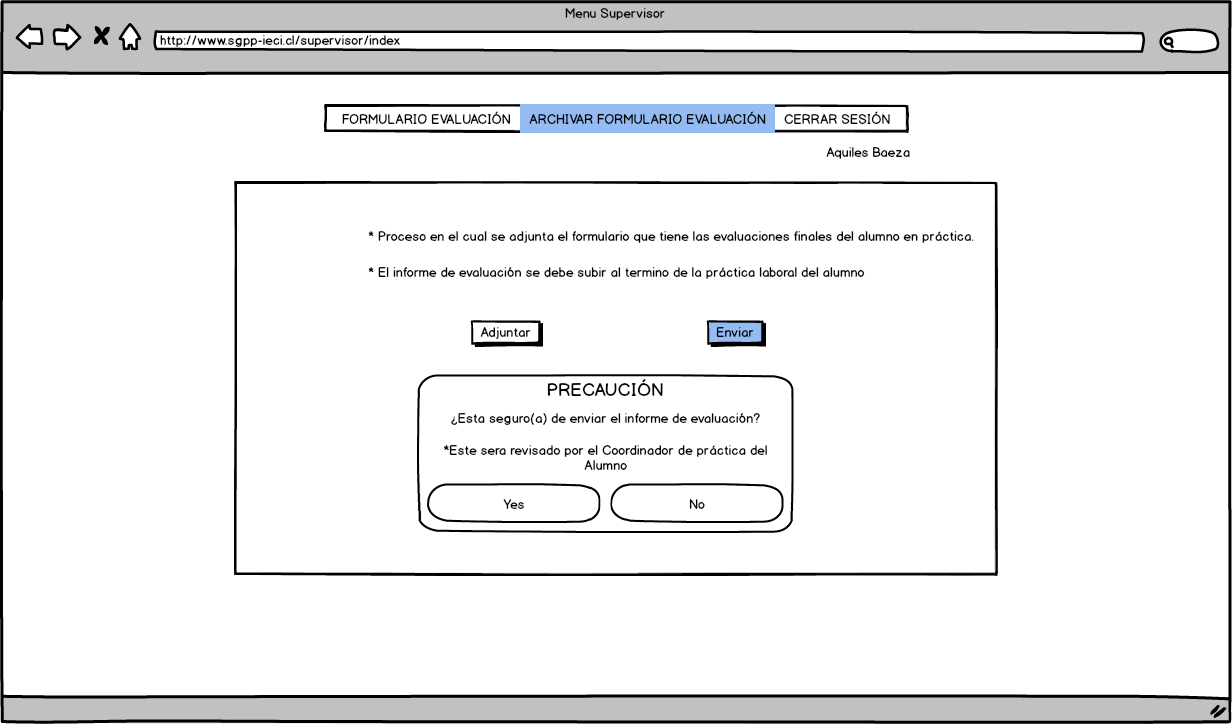 Menu Supervisor
http://www.sgpp-ieci.cl/supervisor/index
FORMULARIO EVALUACIÓN ARCHIVAR FORMULARIO EVALUACIÓN CERRAR SESIÓN
Aquiles Baeza
* Proceso en el cual se adjunta el formulario que tiene las evaluaciones finales del alumno en práctica.
* El informe de evaluación se debe subir al termino de la práctica laboral del alumno
Adjuntar Enviar
PRECAUCIÓN
¿Esta seguro(a) de enviar el informe de evaluación?
*Este sera revisado por el Coordinador de práctica del
Alumno
Yes No